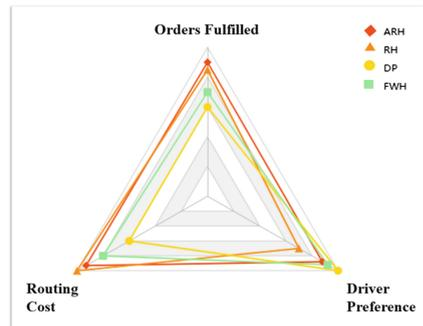 Orders Fulfilled
ARH
RH
DP
FWH
Routing
Cost
Driver
Preference